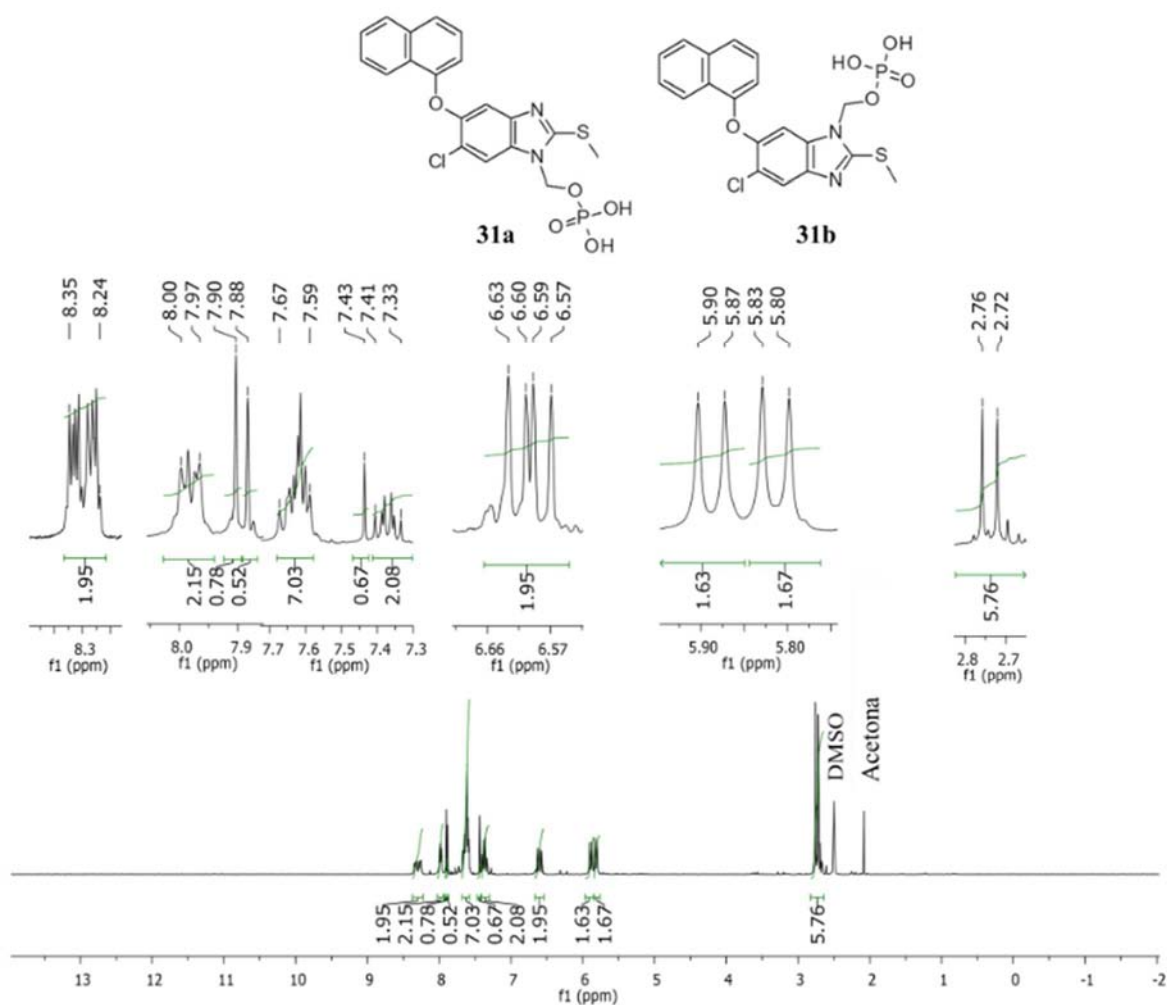 OH
HO
P
O
O
O
N
S
Cl
N
O
O
P
OH
OH
31a
O
N
S
Cl
N
31b
8.35
8.24
8.00
7.97
7.90
7.88
7.67
7.59
7.43
7.41
7.33
6.63
6.60
6.59
6.57
5.90
5.87
5.83
5.80
2.76
2.72
1.95
2.15
0.78
0.52
7.03
0.67
2.08
1.95
1.63
1.67
5.76
8.3
8.0 7.9
7.7 7.6 7.5 7.4 7.3
6.66 6.57
5.90 5.80
2.8 2.7
f1 (ppm)
f1 (ppm)
f1 (ppm)
f1 (ppm)
f1 (ppm)
f1 (ppm)
DMSO
Acetona
1.95
2.15
0.78
0.52
7.03
0.67
2.08
1.95
1.63
1.67
5.76
13 12 11 10 9 8 7 6 5 4 3 2 1 0 -1 -2
f1 (ppm)